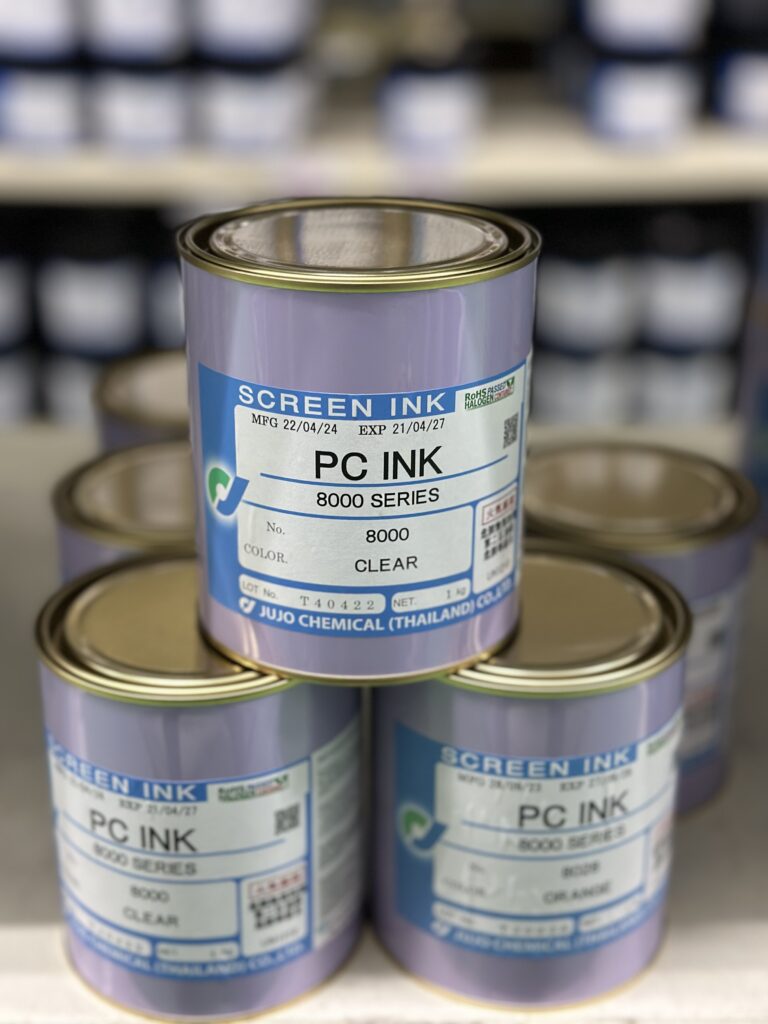 SCREEN INK RoHS PASSED
HALOGEN CONTROL
MFG 22/04/24 EXP 21/04/27
PC INK
8000 SERIES
No. 8000
COLOR. CLEAR
LOT No. T40422 NET. 1 kg
JUJO CHEMICAL (THAILAND) CO.,LTD.
SCREEN INK
EXP 21/04/27
PC INK
8000 SERIES
8000
CLEAR
CHEMICAL (THAILAND) CO.,LTD.
SCREEN INK
PC INK
8000 SERIES
ORANGE
JUJO CHEMICAL (THAILAND) CO.,LTD.